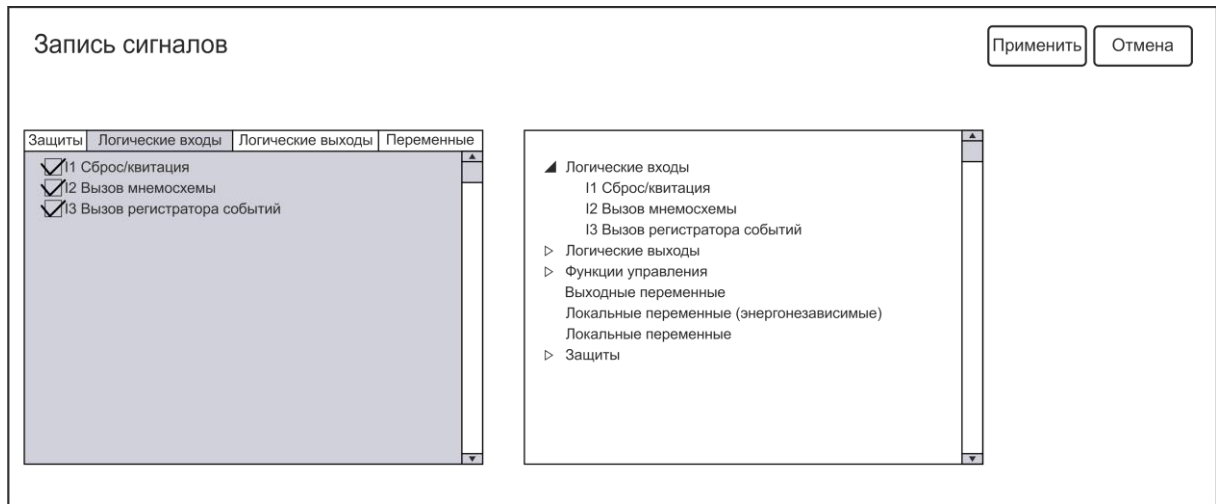 Запись сигналов
Применить
Отмена
Защиты Логические входы Логические выходы Переменные
I1 Сброс/квитация
I2 Вызов мнемосхемы
I3 Вызов регистратора событий
Логические входы
I1 Сброс/квитация
I2 Вызов мнемосхемы
I3 Вызов регистратора событий
Логические выходы
Функции управления
Выходные переменные
Локальные переменные (энергонезависимые)
Локальные переменные
Защиты